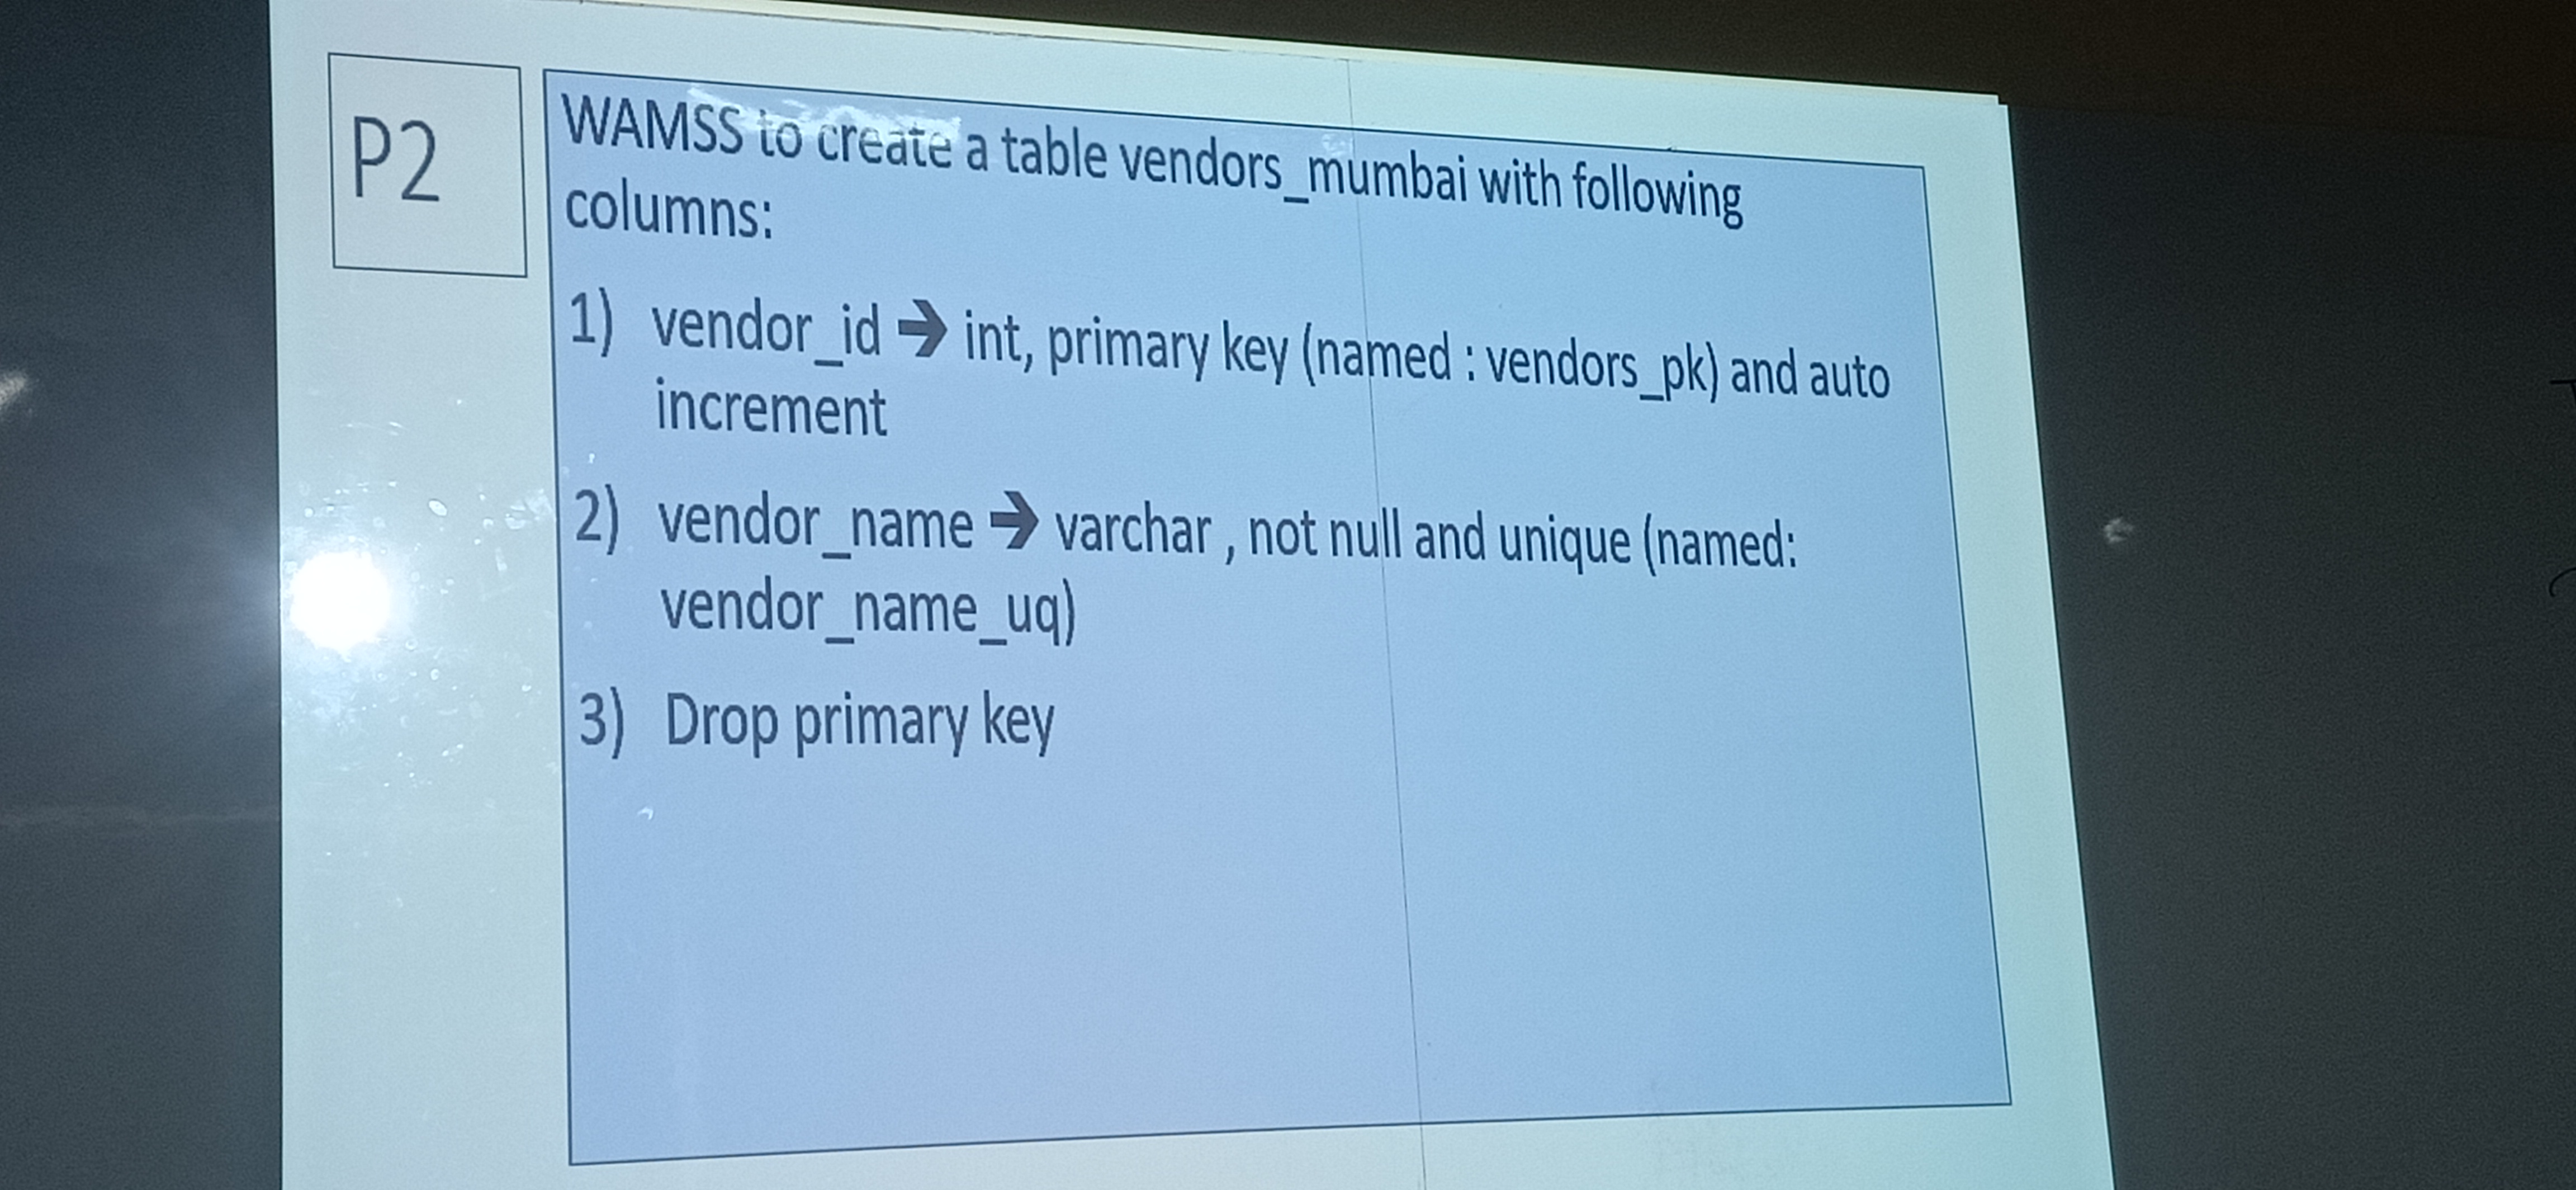 P2
WAMSS to create a table vendors_mumbai with following
columns:
1) vendor_id ➔ int, primary key (named : vendors_pk) and auto
increment
2) vendor_name ➔ varchar , not null and unique (named:
vendor_name_uq)
3) Drop primary key